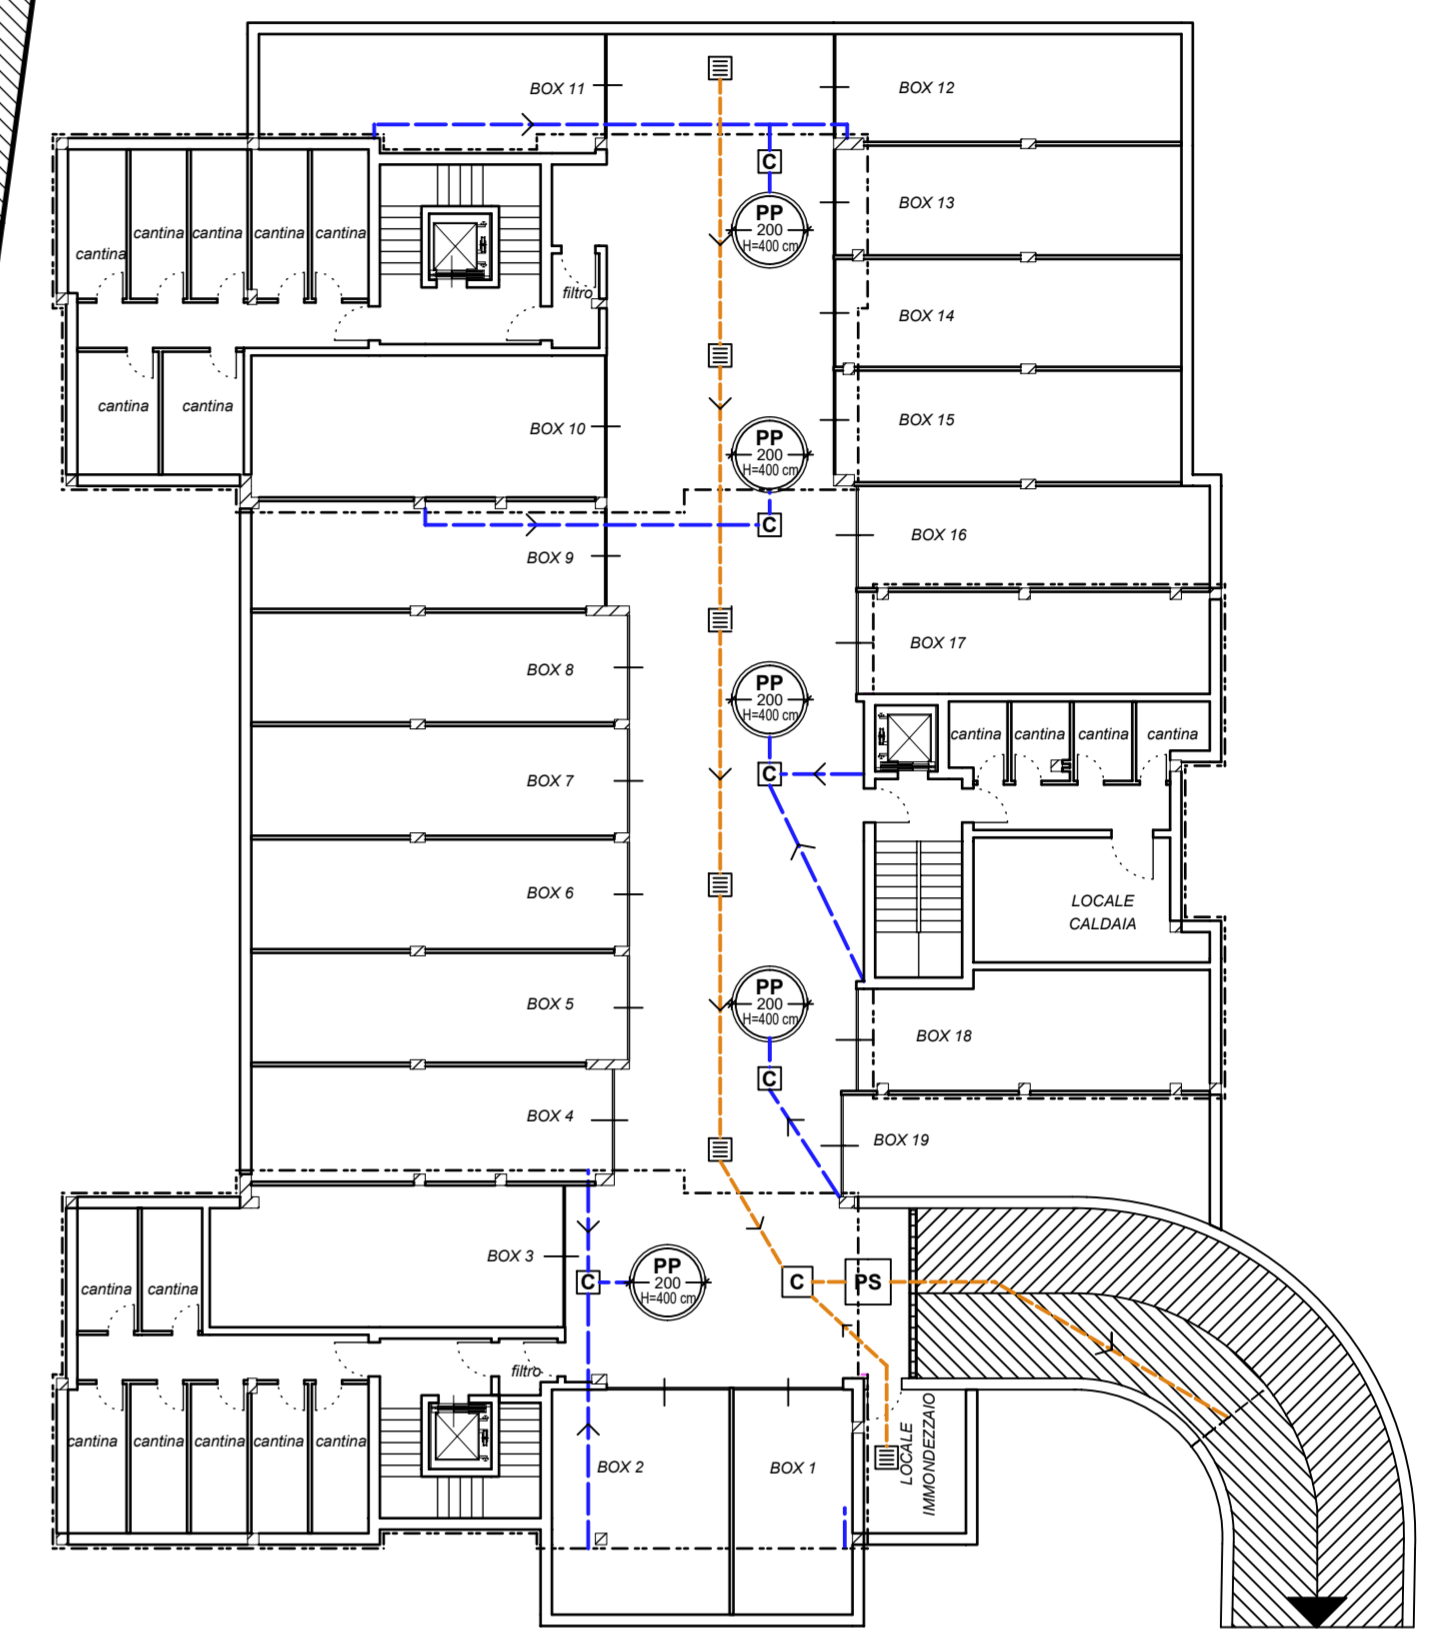 BOX 11
BOX 12
C
BOX 13
PP
200
H=400 cm
cantina
cantina
cantina
cantina
cantina
filtro
BOX 14
cantina
cantina
BOX 10
BOX 15
PP
200
H=400 cm
C
BOX 9
BOX 16
BOX 8
BOX 17
PP
200
H=400 cm
cantina
cantina
cantina
cantina
BOX 7
C
BOX 6
LOCALE
CALDAIA
BOX 5
PP
200
H=400 cm
BOX 18
C
BOX 4
BOX 19
BOX 3
cantina
cantina
C
PP
200
H=400 cm
C
PS
filtro
cantina
cantina
cantina
cantina
cantina
BOX 2
BOX 1
LOCALE
IMMONDEZZAIO